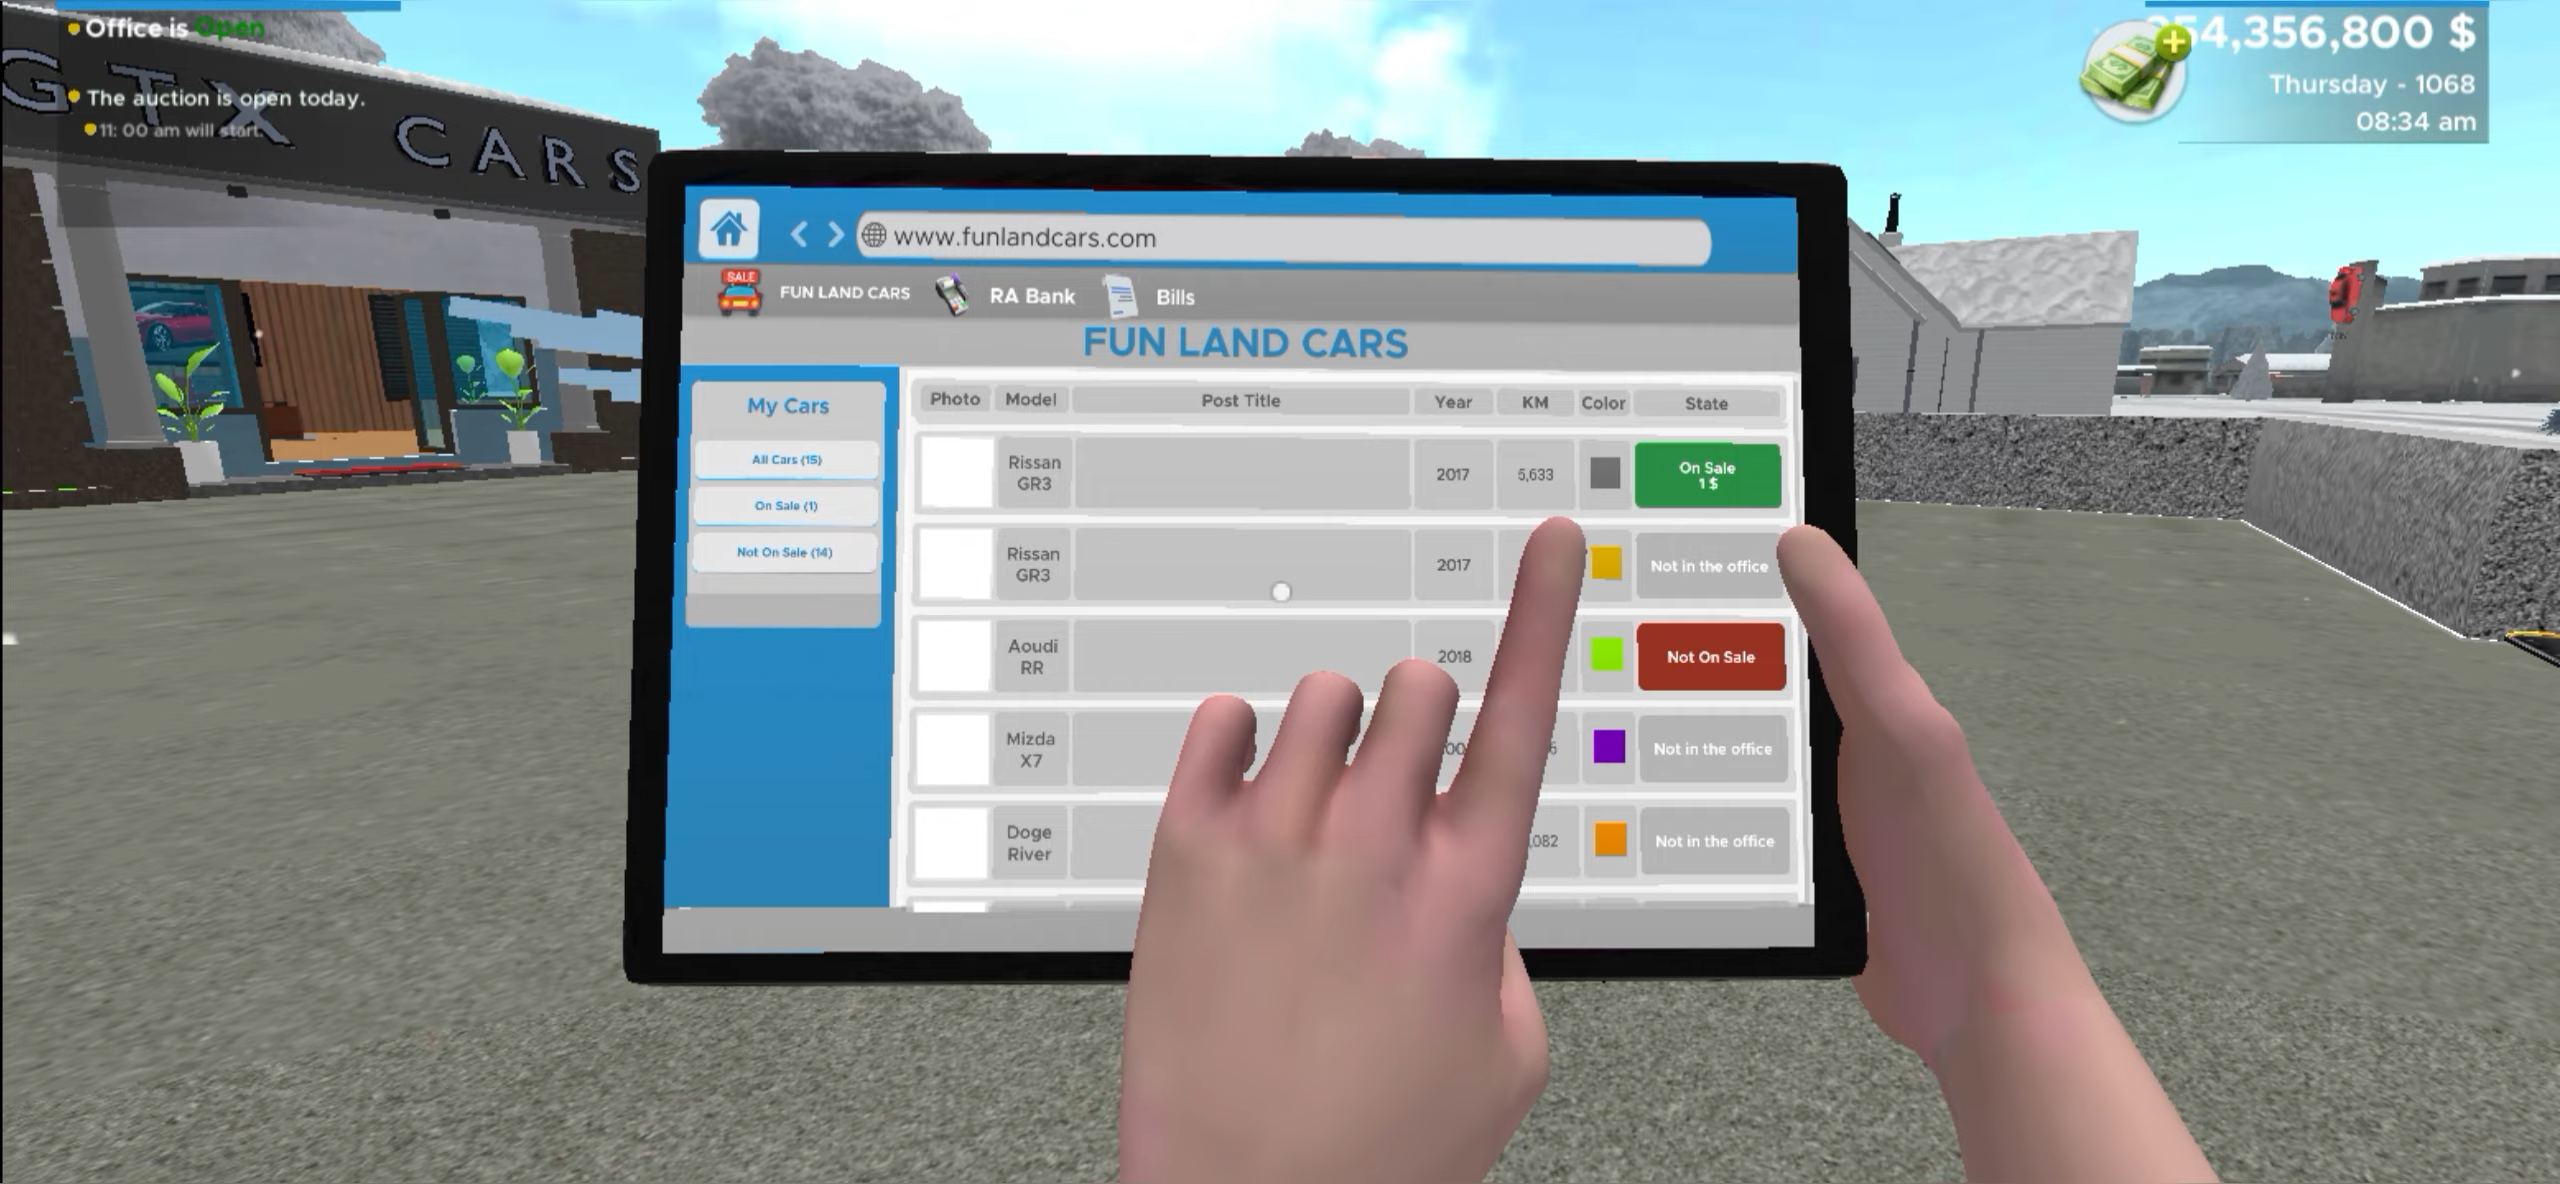 Office is Open
The auction is open today.
11: 00 am will start.
GTX CARS
54,356,800 $
Thursday - 1068
08:34 am
www.funlandcars.com
SALE
FUN LAND CARS
RA Bank
Bills
FUN LAND CARS
My Cars
All Cars (15)
On Sale (1)
Not On Sale (14)
Photo Model Post Title Year KM Color State
Rissan GR3 2017 5,633 On Sale 1 $
Rissan GR3 2017 Not in the office
Aoudi RR 2018 Not On Sale
Mizda X7 Not in the office
Doge River 082 Not in the office